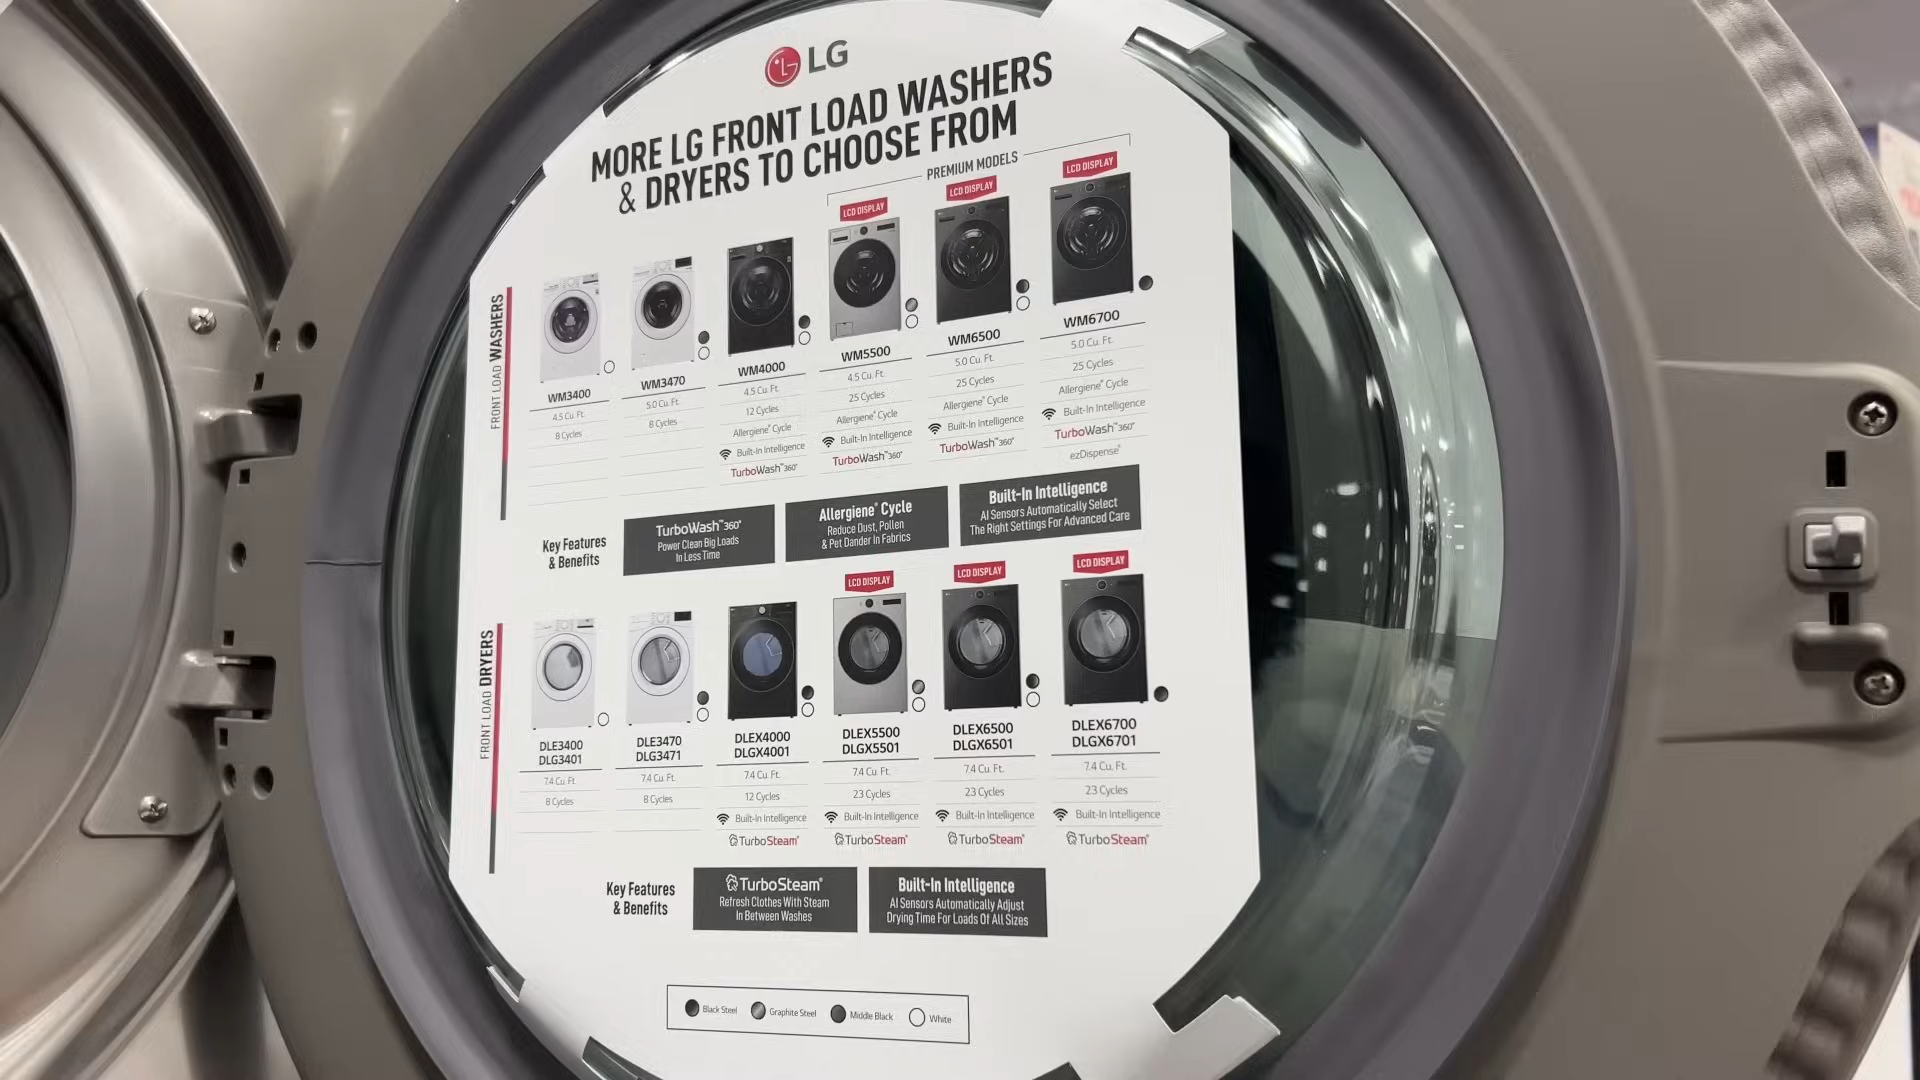 LG
MORE LG FRONT LOAD WASHERS
& DRYERS TO CHOOSE FROM
PREMIUM MODELS
LCD DISPLAY
LCD DISPLAY
LCD DISPLAY
FRONT LOAD WASHERS
WM3400
4.5 Cu. Ft.
8 Cycles
WM3470
5.0 Cu. Ft.
8 Cycles
WM4000
4.5 Cu. Ft.
12 Cycles
Allergiene® Cycle
Built-In Intelligence
TurboWash™360°
WM5500
4.5 Cu. Ft.
25 Cycles
Allergiene® Cycle
Built-In Intelligence
TurboWash™360°
WM6500
5.0 Cu. Ft.
25 Cycles
Allergiene® Cycle
Built-In Intelligence
TurboWash™360°
WM6700
5.0 Cu. Ft.
25 Cycles
Allergiene® Cycle
Built-In Intelligence
TurboWash™360°
ezDispense®
Key Features
& Benefits
TurboWash™360°
Power Clean Big Loads
In Less Time
Allergiene® Cycle
Reduce Dust, Pollen
& Pet Dander In Fabrics
Built-In Intelligence
AI Sensors Automatically Select
The Right Settings For Advanced Care
LCD DISPLAY
LCD DISPLAY
LCD DISPLAY
FRONT LOAD DRYERS
DLE3400
DLG3401
7.4 Cu. Ft.
8 Cycles
DLE3470
DLG3471
7.4 Cu. Ft.
8 Cycles
DLEX4000
DLGX4001
7.4 Cu. Ft.
12 Cycles
Built-In Intelligence
TurboSteam®
DLEX5500
DLGX5501
7.4 Cu. Ft.
23 Cycles
Built-In Intelligence
TurboSteam®
DLEX6500
DLGX6501
7.4 Cu. Ft.
23 Cycles
Built-In Intelligence
TurboSteam®
DLEX6700
DLGX6701
7.4 Cu. Ft.
23 Cycles
Built-In Intelligence
TurboSteam®
Key Features
& Benefits
TurboSteam®
Refresh Clothes With Steam
In Between Washes
Built-In Intelligence
AI Sensors Automatically Adjust
Drying Time For Loads Of All Sizes
Black Steel
Graphite Steel
Middle Black
White